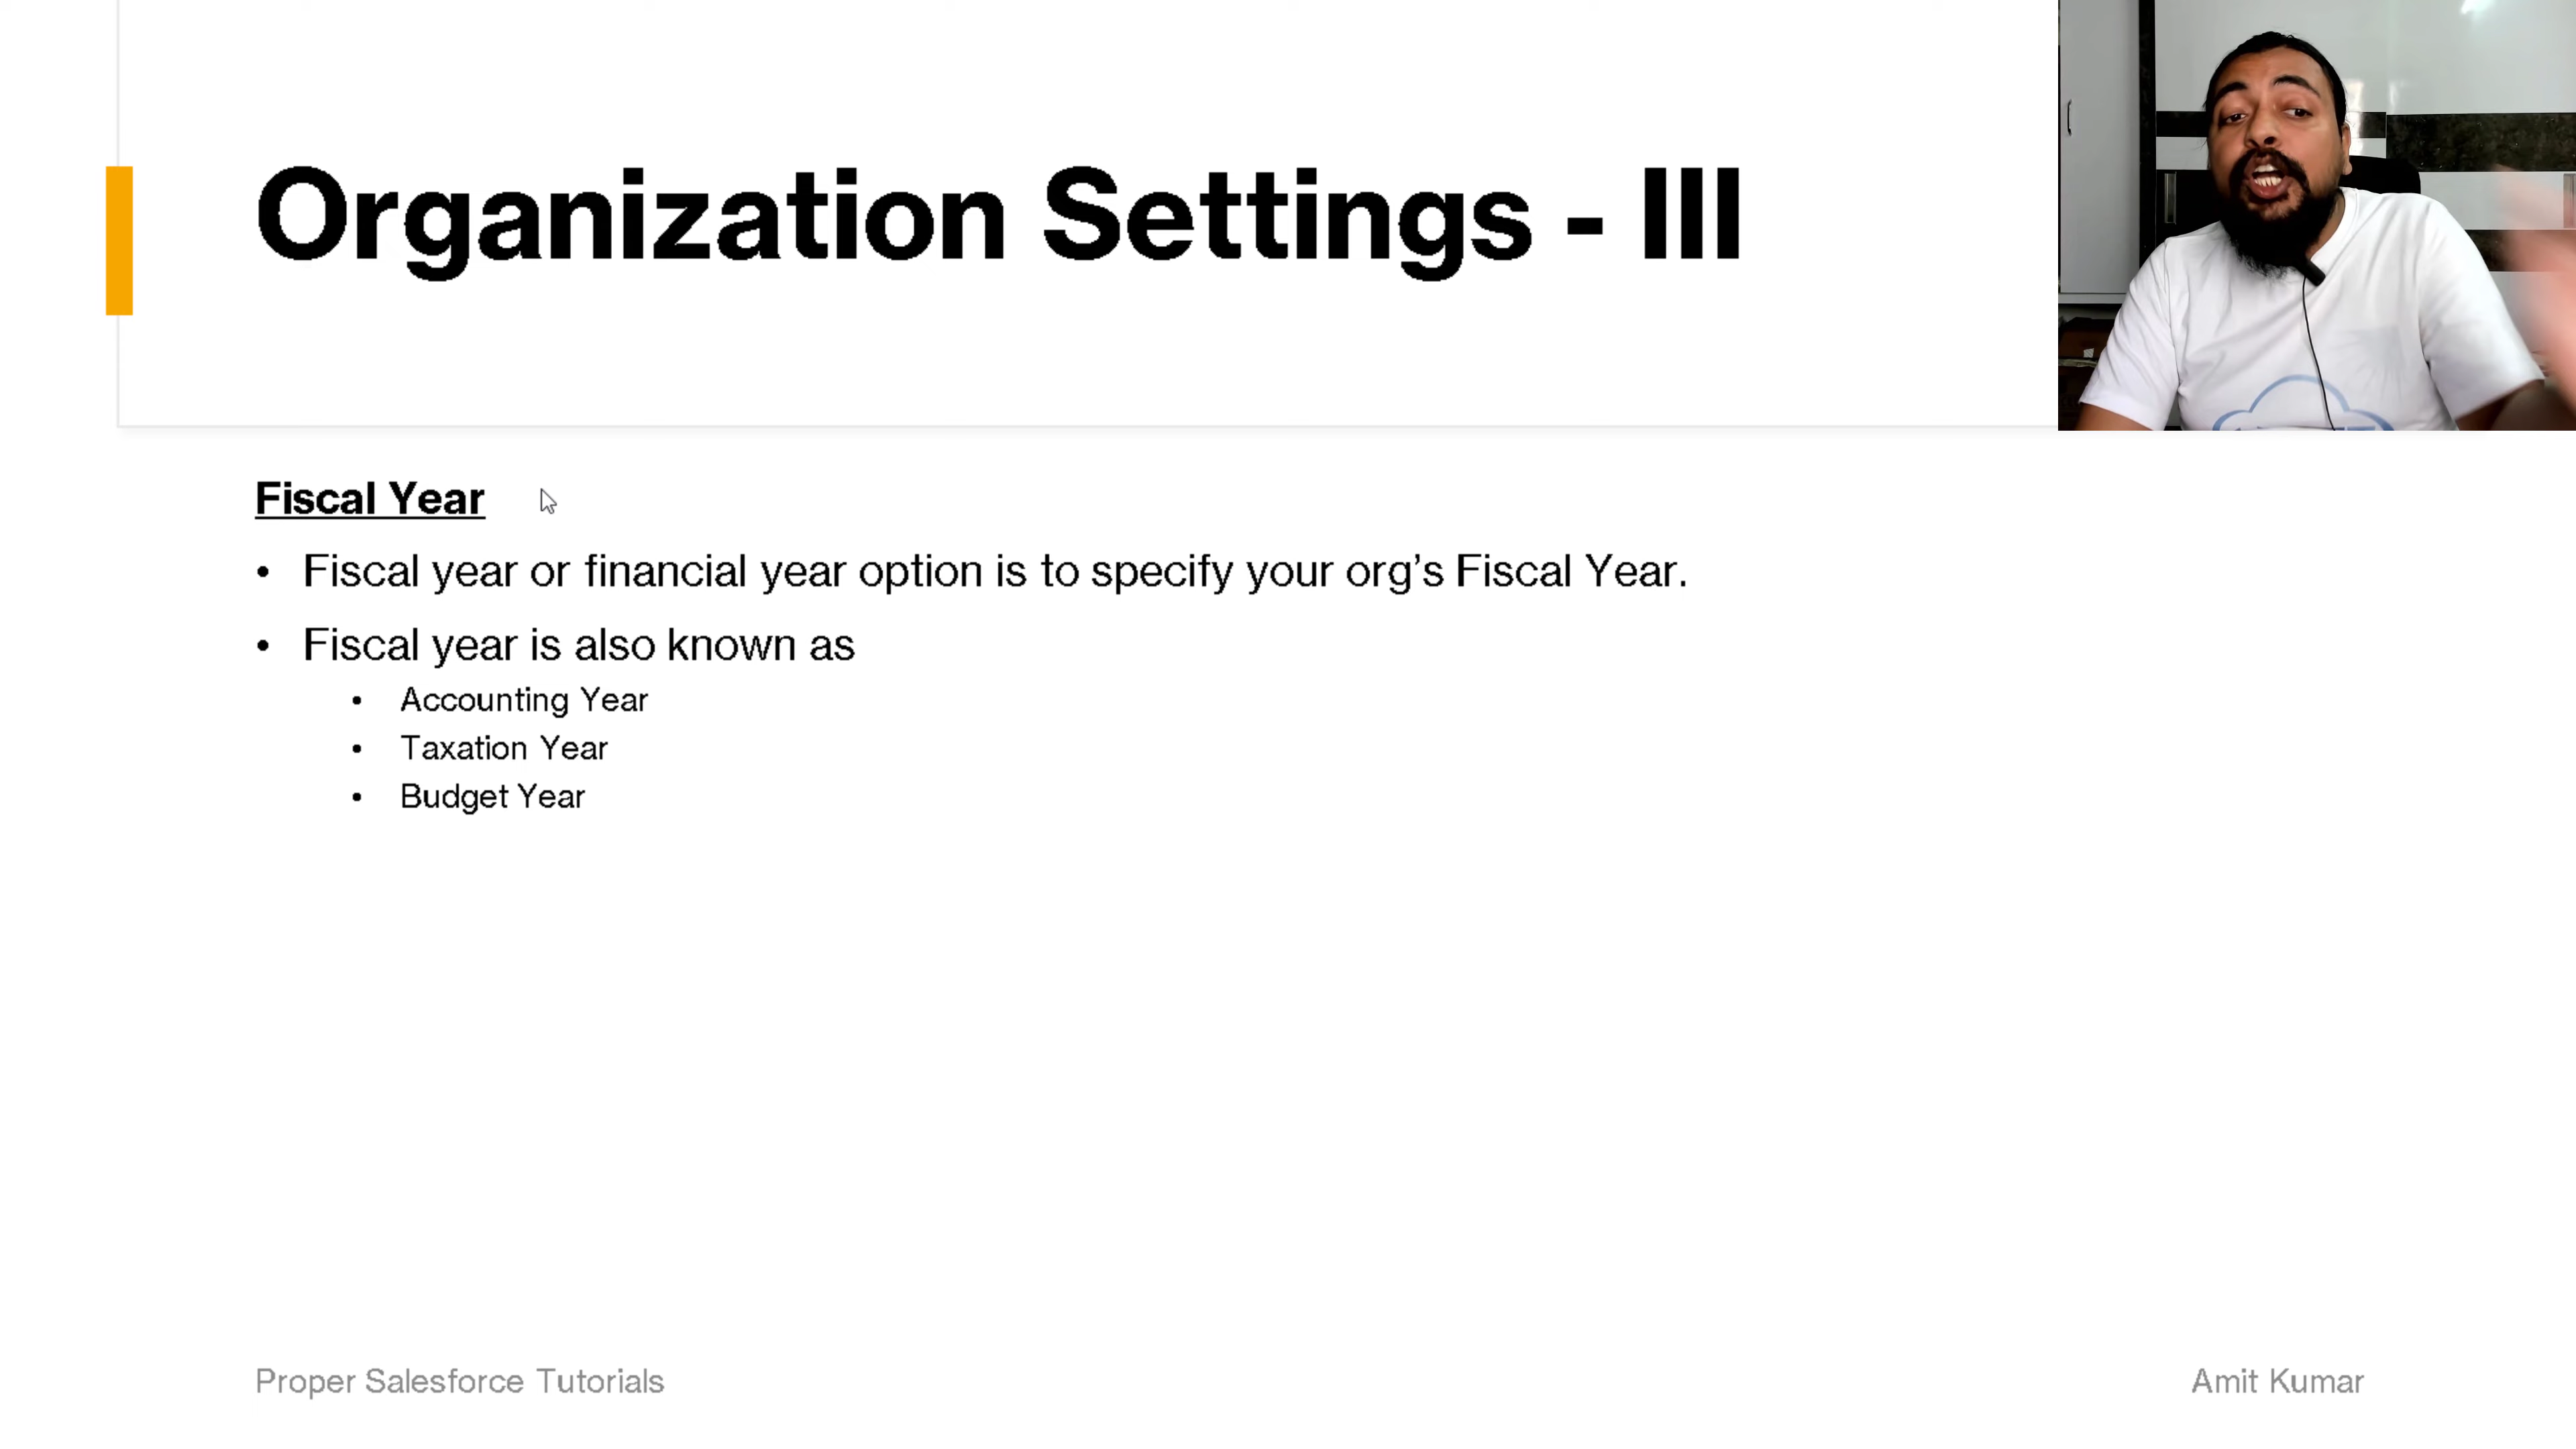 Organization Settings - III
Fiscal Year
• Fiscal year or financial year option is to specify your org’s Fiscal Year.
• Fiscal year is also known as
• Accounting Year
• Taxation Year
• Budget Year
Proper Salesforce Tutorials
Amit Kumar